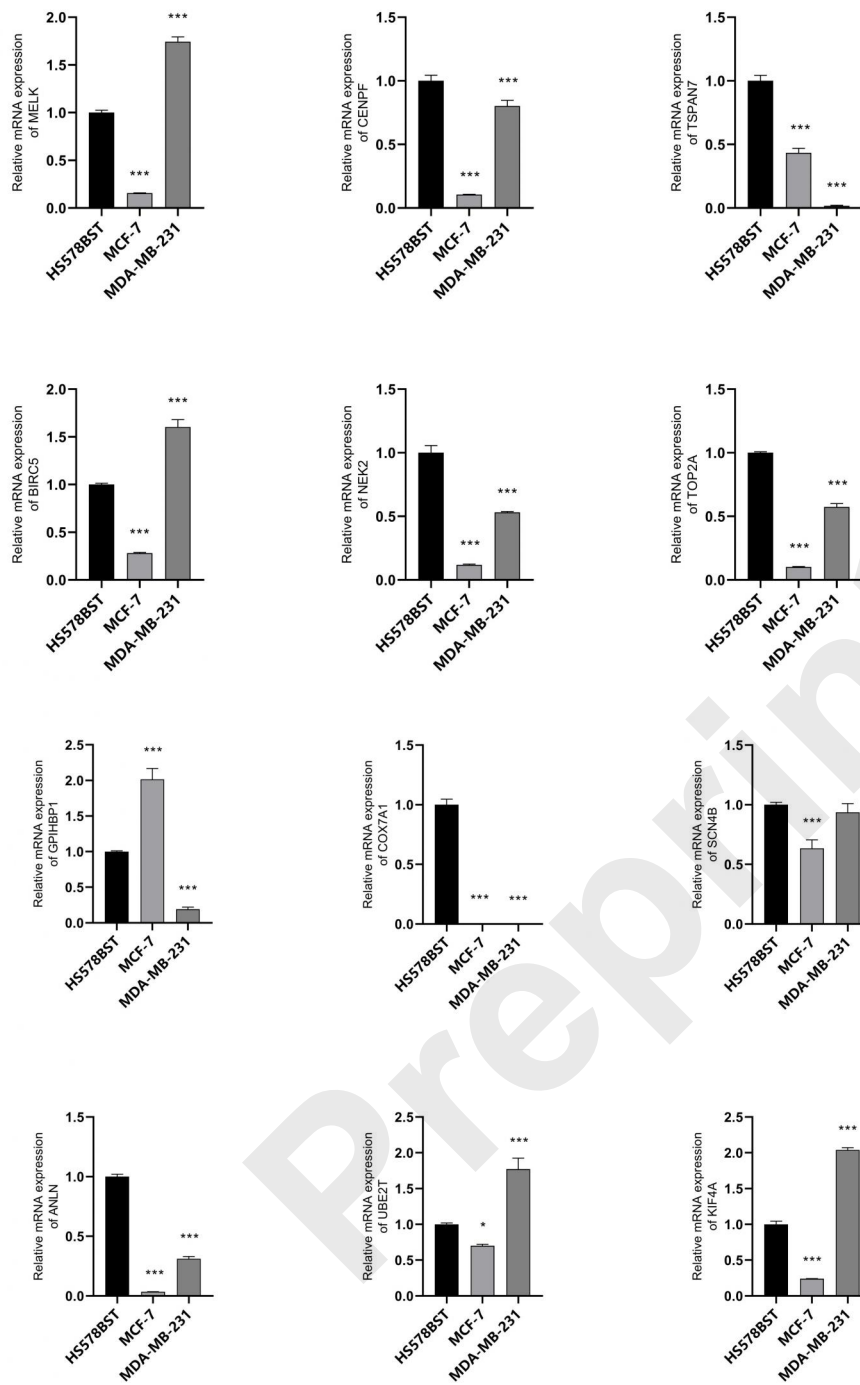 Relative mRNA expression
of MELK
2.0
1.5
1.0
0.5
0.0
***
***
HS578BST
MCF-7
MDA-MB-231
Relative mRNA expression
of CENPF
1.5
1.0
0.5
0.0
***
***
HS578BST
MCF-7
MDA-MB-231
Relative mRNA expression
of TSPAN7
1.5
1.0
0.5
0.0
***
***
HS578BST
MCF-7
MDA-MB-231
Relative mRNA expression
of BIRC5
2.0
1.5
1.0
0.5
0.0
***
***
HS578BST
MCF-7
MDA-MB-231
Relative mRNA expression
of NEK2
1.5
1.0
0.5
0.0
***
***
HS578BST
MCF-7
MDA-MB-231
Relative mRNA expression
of TOP2A
1.5
1.0
0.5
0.0
***
***
HS578BST
MCF-7
MDA-MB-231
Relative mRNA expression
of GPIHBP1
2.5
2.0
1.5
1.0
0.5
0.0
***
***
HS578BST
MCF-7
MDA-MB-231
Relative mRNA expression
of COX7A1
1.5
1.0
0.5
0.0
***
***
HS578BST
MCF-7
MDA-MB-231
Relative mRNA expression
of SCN4B
1.5
1.0
0.5
0.0
***
HS578BST
MCF-7
MDA-MB-231
Relative mRNA expression
of ANLN
1.5
1.0
0.5
0.0
***
***
HS578BST
MCF-7
MDA-MB-231
Relative mRNA expression
of UBE2T
2.5
2.0
1.5
1.0
0.5
0.0
*
***
HS578BST
MCF-7
MDA-MB-231
Relative mRNA expression
of KIF4A
2.5
2.0
1.5
1.0
0.5
0.0
***
***
HS578BST
MCF-7
MDA-MB-231
Preprin